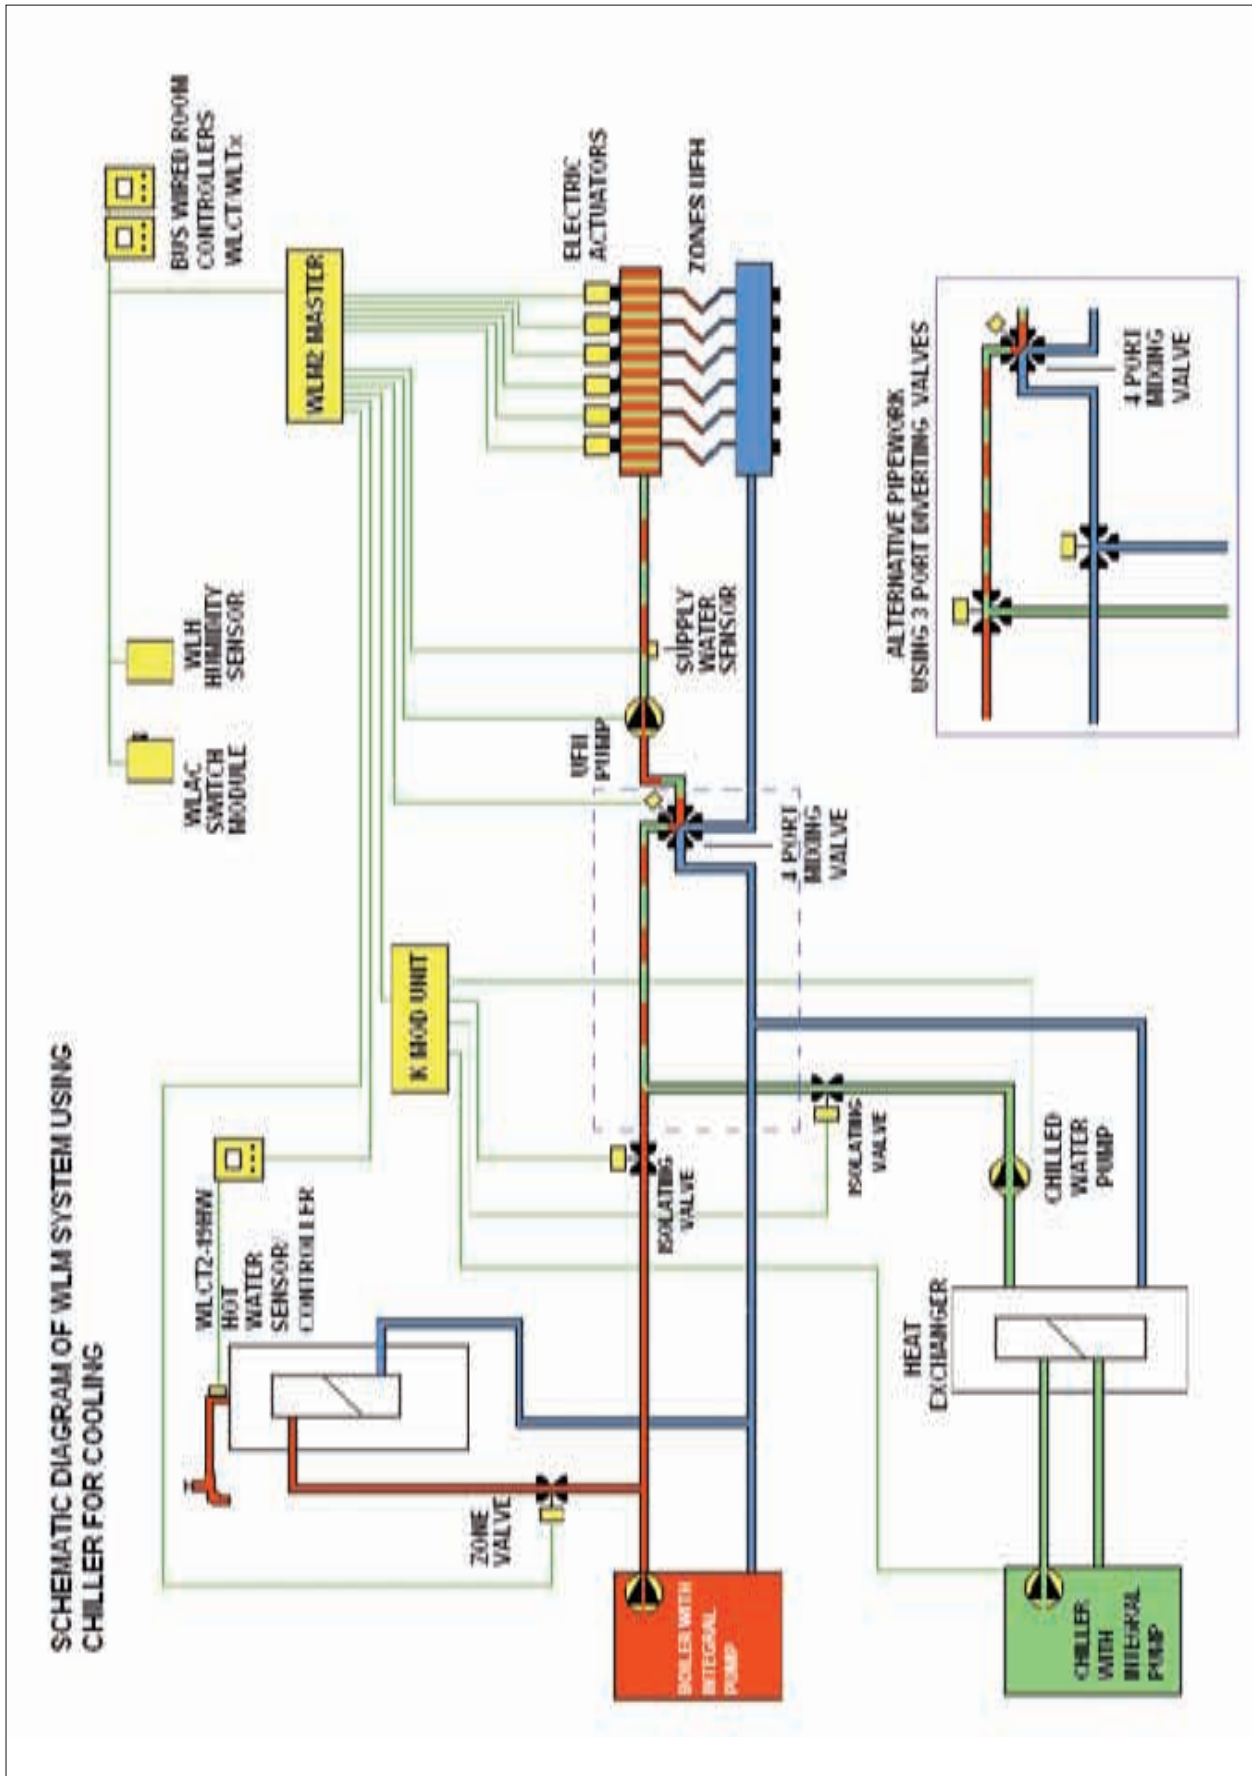 SCHEMATIC DIAGRAM OF WLM SYSTEM USING
CHILLER FOR COOLING
WLCT2-19HW
HOT
WATER
SENSOR/
CONTROLLER
WLAC
SWITCH
MODULE
WLH
HUMIDITY
SENSOR
BUS WIRED ROOM
CONTROLLERS
WLCT/WLTx
WLM2 MASTER
K MOD UNIT
ZONE
VALVE
ISOLATING
VALVE
UFH
PUMP
ELECTRIC
ACTUATORS
SUPPLY
WATER
SENSOR
ZONES UFH
4 PORT
MIXING
VALVE
BOILER WITH
INTEGRAL
PUMP
ISOLATING
VALVE
HEAT
EXCHANGER
CHILLED
WATER
PUMP
CHILLER
WITH
INTEGRAL
PUMP
ALTERNATIVE PIPEWORK
USING 3 PORT DIVERTING VALVES
4 PORT
MIXING
VALVE